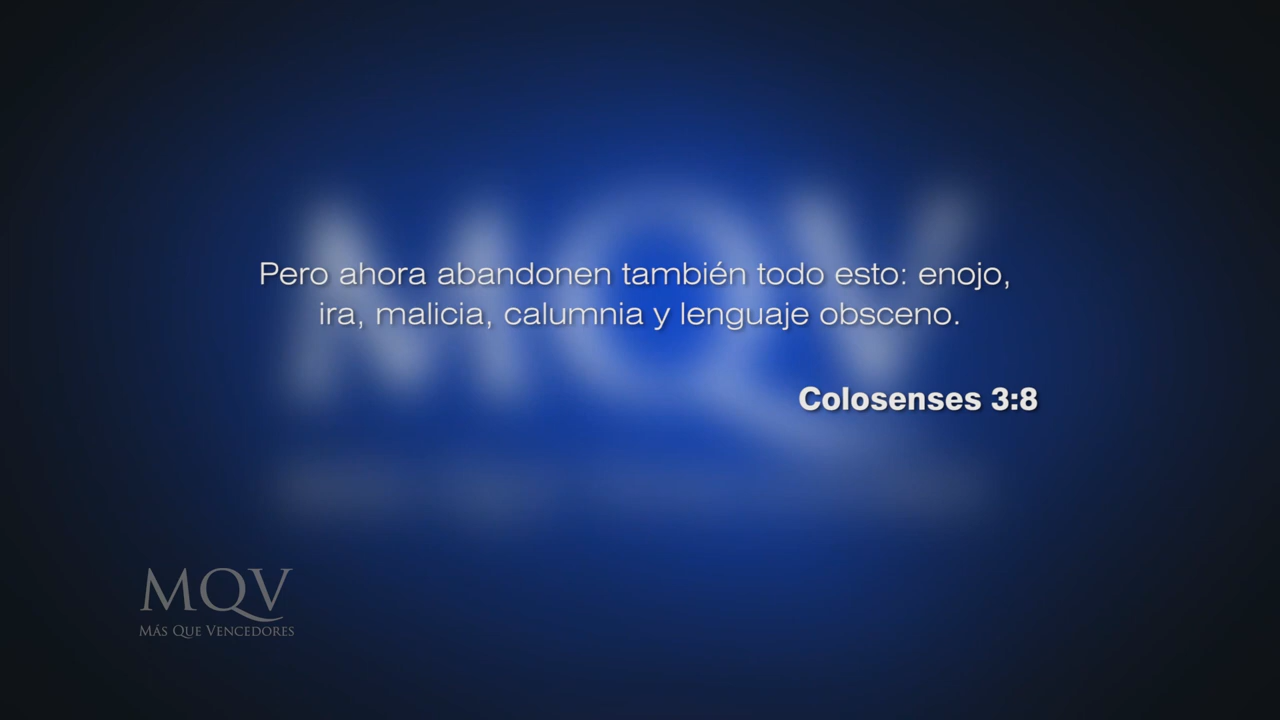 Pero ahora abandonen también todo esto: enojo,
ira, malicia, calumnia y lenguaje obsceno.
Colosenses 3:8
MQV
MÁS QUE VENCEDORES